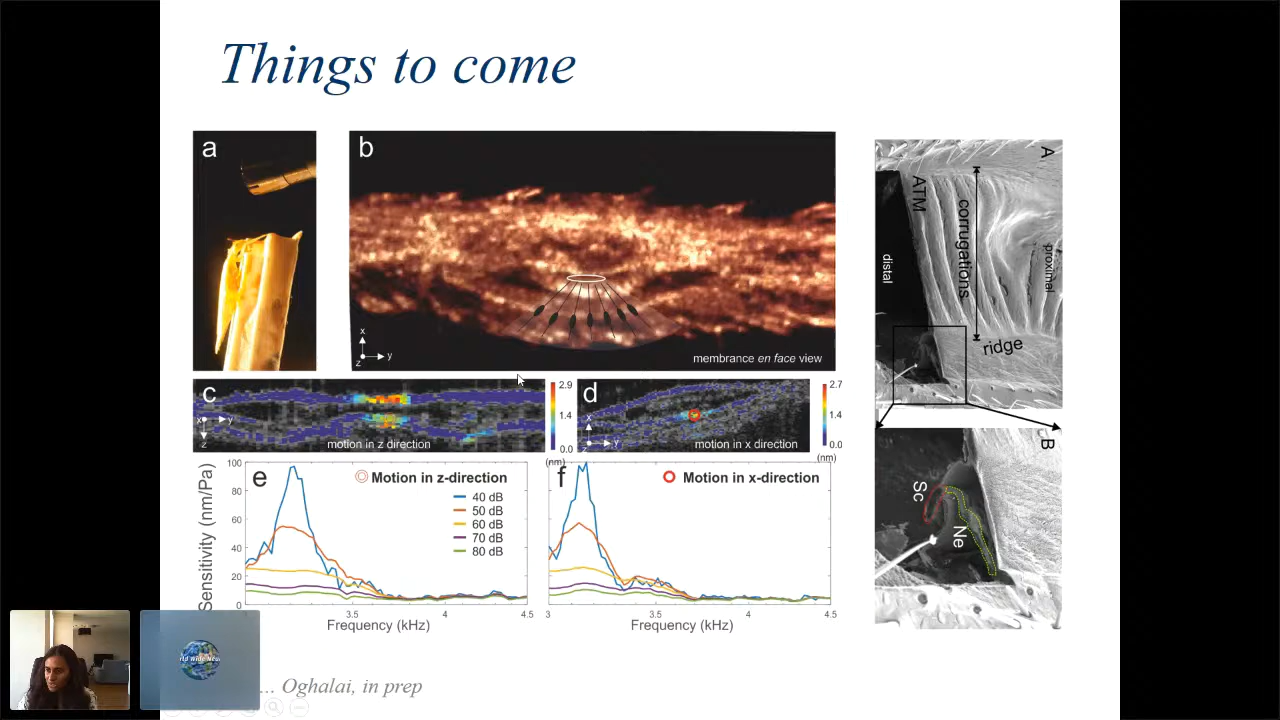 Things to come
a
b
x
y
z
membrance en face view
c
x
y
z
motion in z direction
2.9
1.4
0.0
(nm)
d
x
y
z
motion in x direction
2.7
1.4
0.0
(nm)
e
Motion in z-direction
40 dB
50 dB
60 dB
70 dB
80 dB
Sensitivity (nm/Pa)
100
80
60
40
20
0
3.5
4
4.5
Frequency (kHz)
f
Motion in x-direction
3
3.5
4
4.5
Frequency (kHz)
A
ATM
corrugations
proximal
distal
ridge
B
Sc
Ne
... Oghalai, in prep